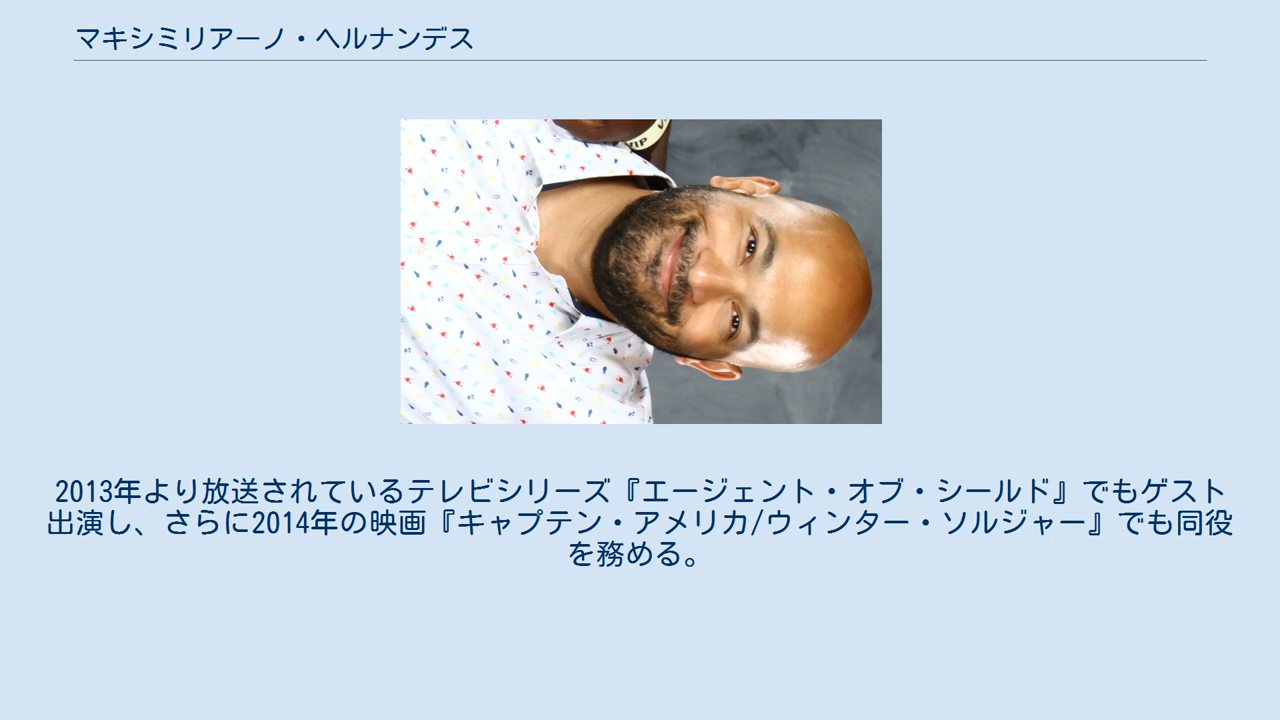 マキシミリアーノ・ヘルナンデス
VIP
2013年より放送されているテレビシリーズ『エージェント・オブ・シールド』でもゲスト
出演し、さらに2014年の映画『キャプテン・アメリカ/ウィンター・ソルジャー』でも同役
を務める。